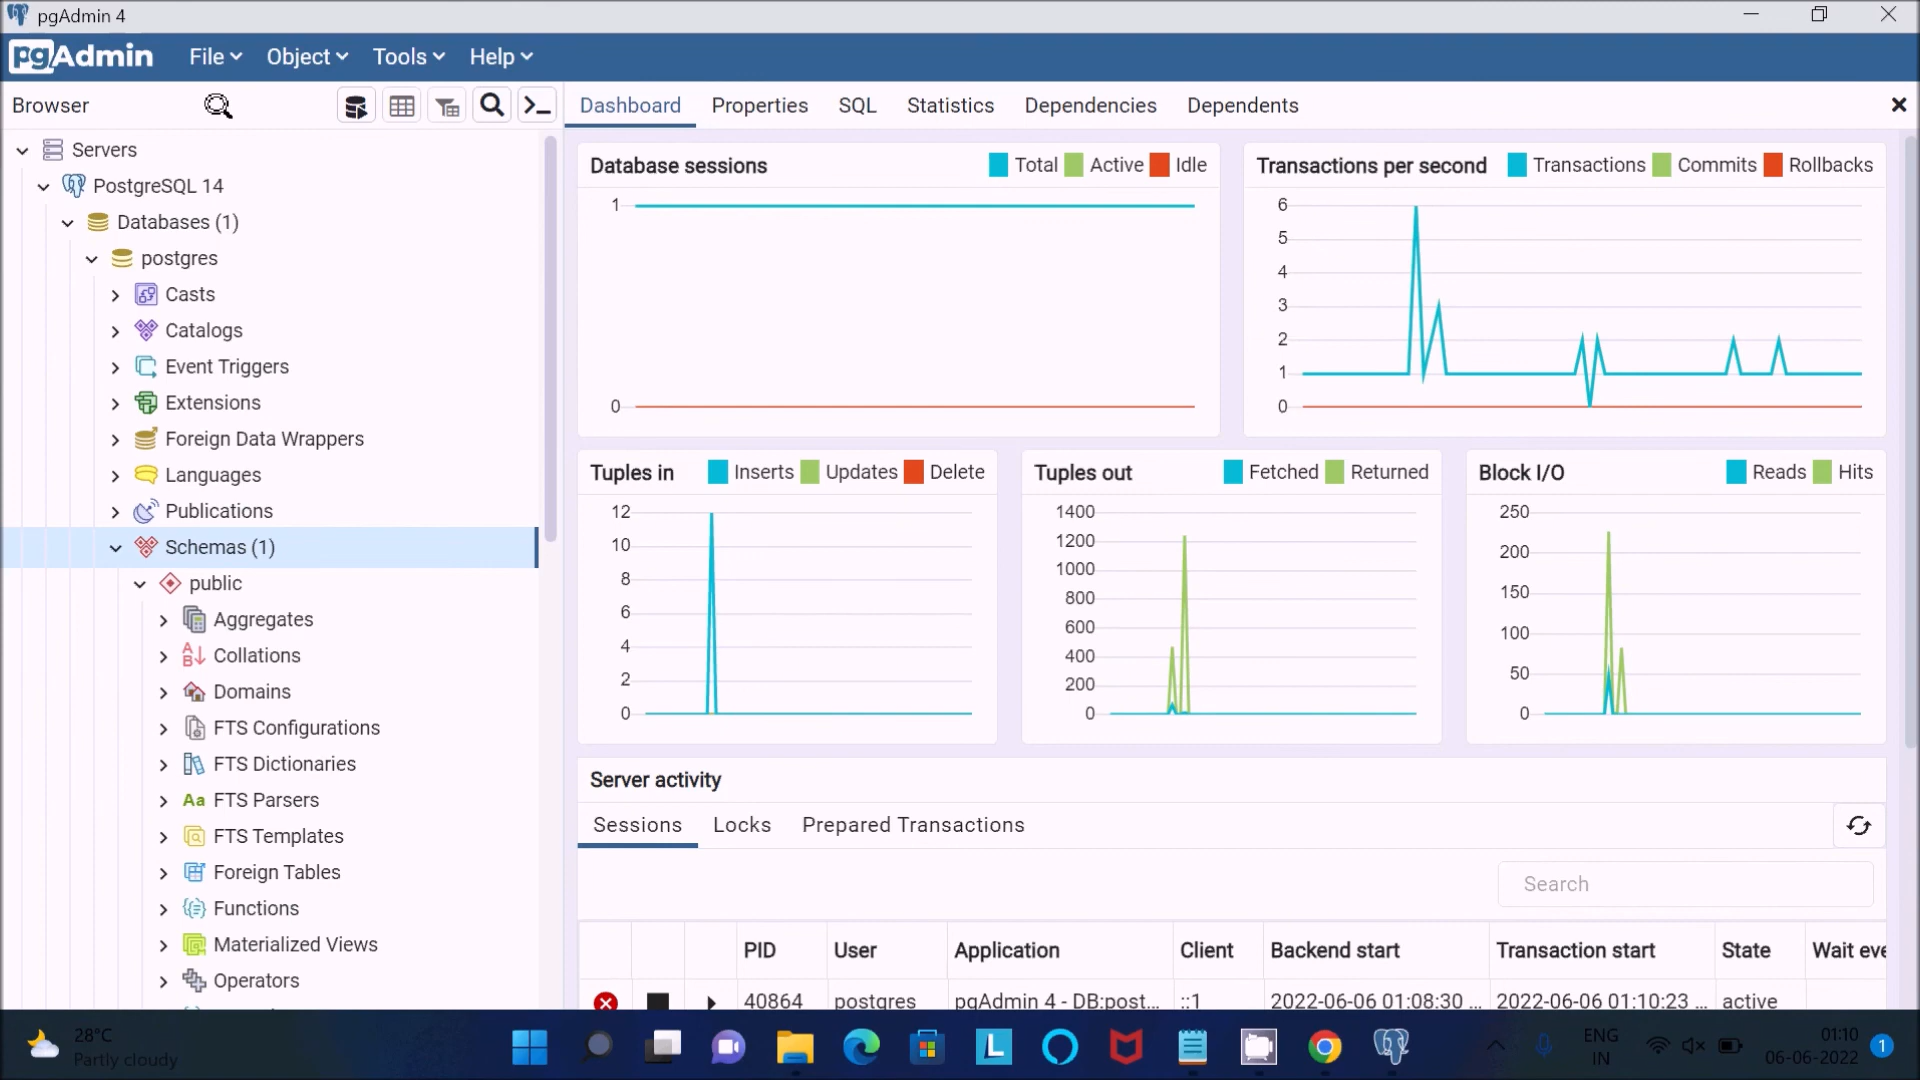 pgAdmin 4
pgAdmin File Object Tools Help
Browser
Dashboard Properties SQL Statistics Dependencies Dependents
Servers
PostgreSQL 14
Databases (1)
postgres
Casts
Catalogs
Event Triggers
Extensions
Foreign Data Wrappers
Languages
Publications
Schemas (1)
public
Aggregates
Collations
Domains
FTS Configurations
FTS Dictionaries
Aa FTS Parsers
FTS Templates
Foreign Tables
Functions
Materialized Views
Operators
Database sessions Total Active Idle
1
0
Transactions per second Transactions Commits Rollbacks
6
5
4
3
2
1
0
Tuples in Inserts Updates Delete
12
10
8
6
4
2
0
Tuples out Fetched Returned
1400
1200
1000
800
600
400
200
0
Block I/O Reads Hits
250
200
150
100
50
0
Server activity
Sessions Locks Prepared Transactions
Search
PID User Application Client Backend start Transaction start State Wait eve
40864 postgres pgAdmin 4 - DB:post... ::1 2022-06-06 01:08:30 ... 2022-06-06 01:10:23 ... active
28°C
Partly cloudy
ENG
IN
01:10
06-06-2022
1